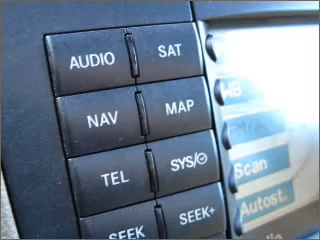 AUDIO SAT
NAV MAP
TEL SYS/
SEEK SEEK+
WB
Scan
Autost.